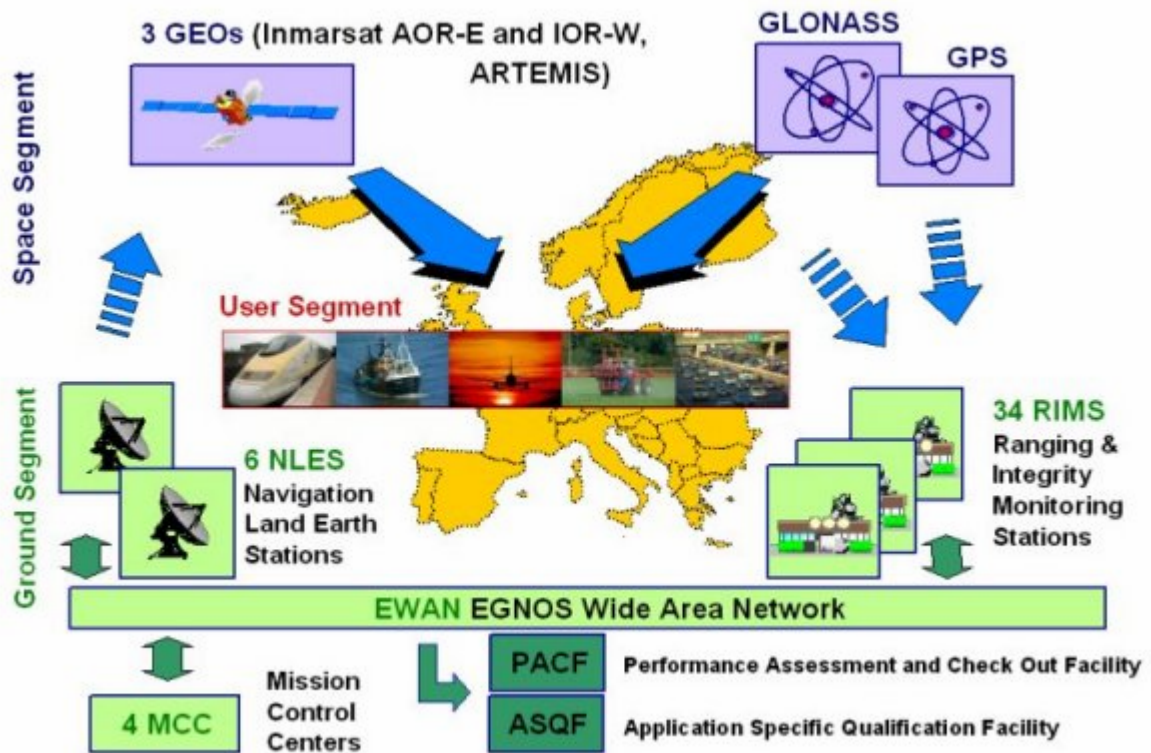 3 GEOs (Inmarsat AOR-E and IOR-W,
ARTEMIS)
GLONASS
GPS
Space Segment
User Segment
Ground Segment
6 NLES
Navigation
Land Earth
Stations
34 RIMS
Ranging &
Integrity
Monitoring
Stations
EWAN EGNOS Wide Area Network
4 MCC
Mission
Control
Centers
PACF
Performance Assessment and Check Out Facility
ASQF
Application Specific Qualification Facility